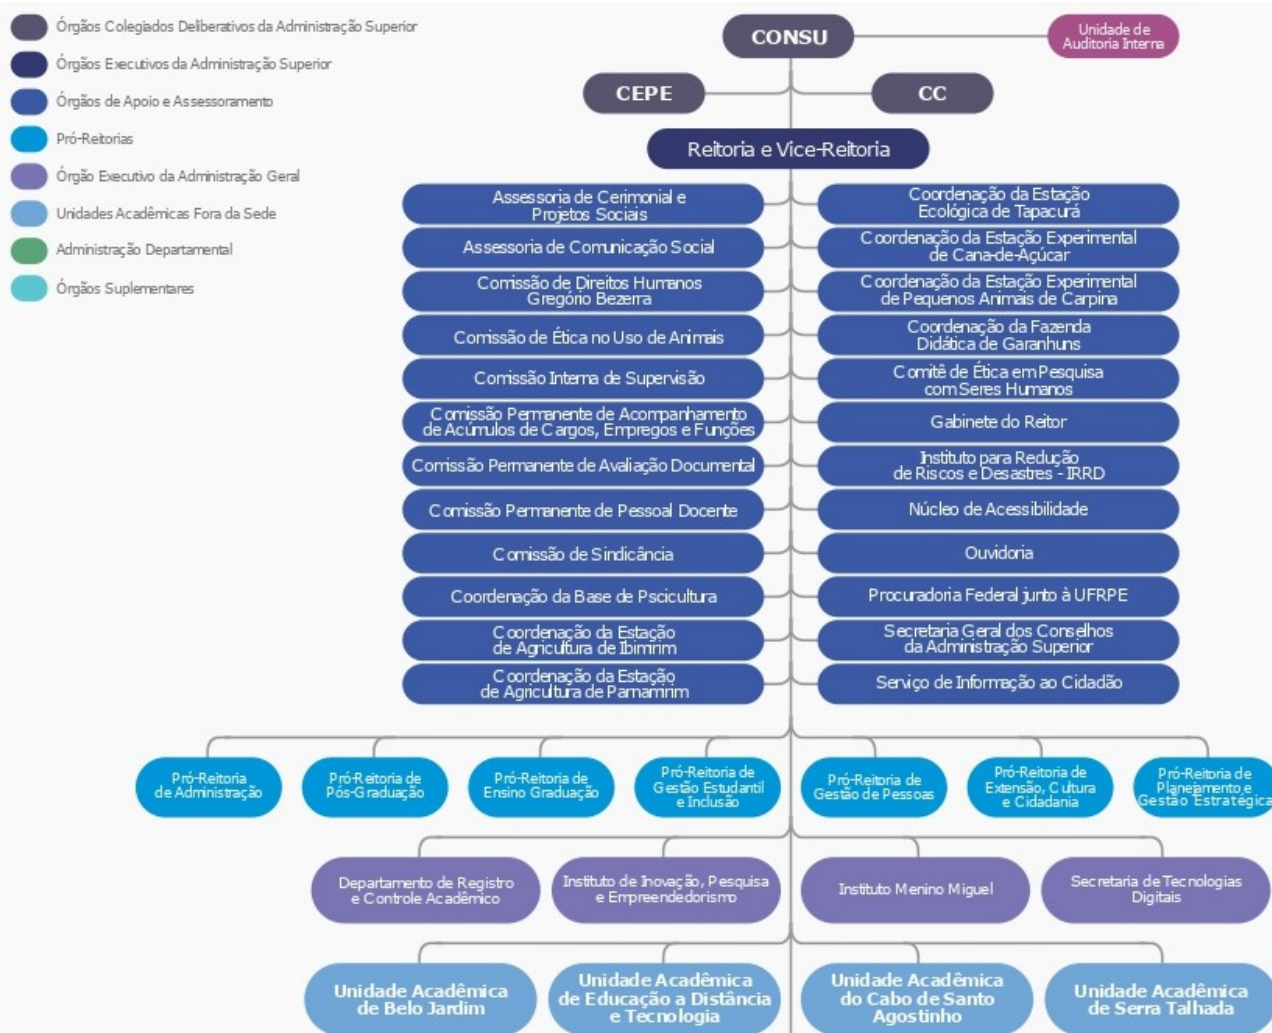 Órgãos Colegiados Deliberativos da Administração Superior
Órgãos Executivos da Administração Superior
Órgãos de Apoio e Assessoramento
Pró-Reitorias
Órgão Executivo da Administração Geral
Unidades Acadêmicas Fora da Sede
Administração Departamental
Órgãos Suplementares
CONSU
Unidade de
Auditoria Interna
CEPE
CC
Reitoria e Vice-Reitoria
Assessoria de Cerimonial e
Projetos Sociais
Coordenação da Estação
Ecológica de Tapacurá
Assessoria de Comunicação Social
Coordenação da Estação Experimental
de Cana-de-Açúcar
Comissão de Direitos Humanos
Gregório Bezerra
Coordenação da Estação Experimental
de Pequenos Animais de Carpina
Comissão de Ética no Uso de Animais
Coordenação da Fazenda
Didática de Garanhuns
Comissão Interna de Supervisão
Comitê de Ética em Pesquisa
com Seres Humanos
Comissão Permanente de Acompanhamento
de Acúmulos de Cargos, Empregos e Funções
Gabinete do Reitor
Comissão Permanente de Avaliação Documental
Instituto para Redução
de Riscos e Desastres - IRRD
Comissão Permanente de Pessoal Docente
Núcleo de Acessibilidade
Comissão de Sindicância
Ouvidoria
Coordenação da Base de Pscicultura
Procuradoria Federal junto à UFRPE
Coordenação da Estação
de Agricultura de Ibimirim
Secretaria Geral dos Conselhos
da Administração Superior
Coordenação da Estação
de Agricultura de Parnamirim
Serviço de Informação ao Cidadão
Pró-Reitoria
de Administração
Pró-Reitoria de
Pós-Graduação
Pró-Reitoria de
Ensino Graduação
Pró-Reitoria de
Gestão Estudantil
e Inclusão
Pró-Reitoria de
Gestão de Pessoas
Pró-Reitoria de
Extensão, Cultura
e Cidadania
Pró-Reitoria de
Planejamento e
Gestão Estratégica
Departamento de Registro
e Controle Acadêmico
Instituto de Inovação, Pesquisa
e Empreendedorismo
Instituto Menino Miguel
Secretaria de Tecnologias
Digitais
Unidade Acadêmica
de Belo Jardim
Unidade Acadêmica
de Educação a Distância
e Tecnologia
Unidade Acadêmica
do Cabo de Santo
Agostinho
Unidade Acadêmica
de Serra Talhada